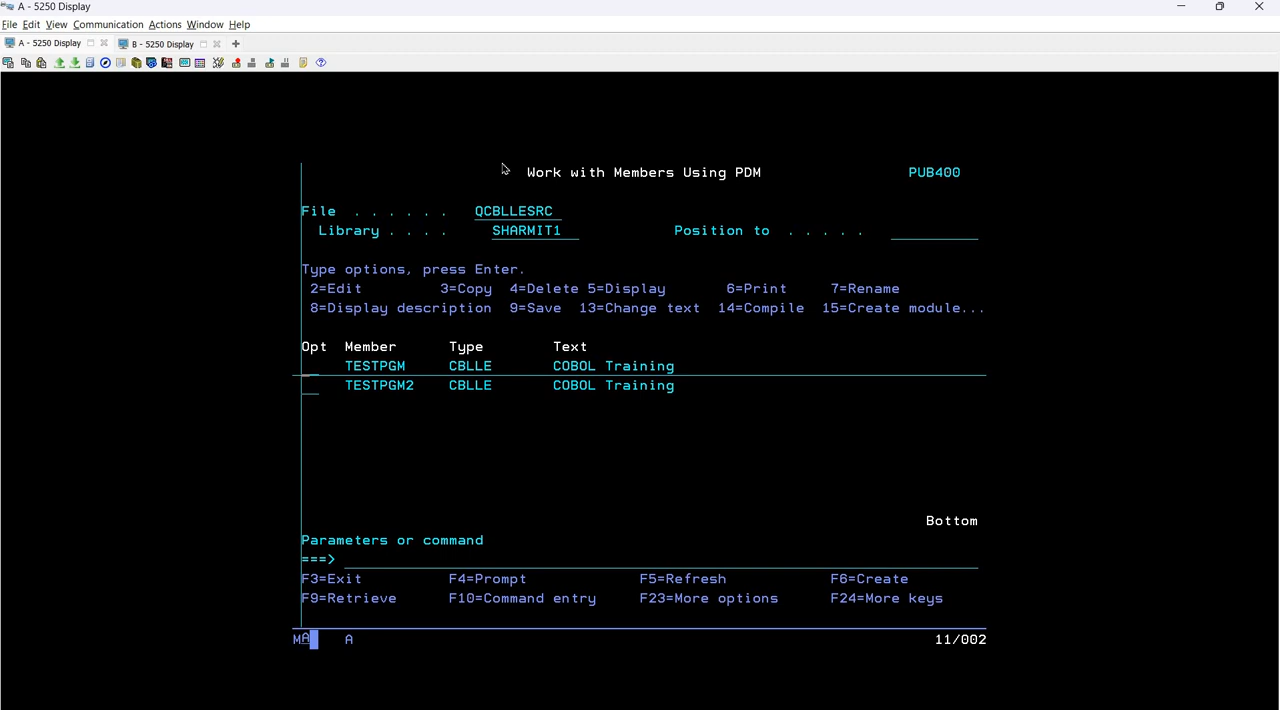 A - 5250 Display
File Edit View Communication Actions Window Help
A - 5250 Display B - 5250 Display
Work with Members Using PDM PUB400
File . . . . . . QCBLLESRC
Library . . . . SHARMIT1 Position to . . . . .
Type options, press Enter.
2=Edit 3=Copy 4=Delete 5=Display 6=Print 7=Rename
8=Display description 9=Save 13=Change text 14=Compile 15=Create module...
Opt Member Type Text
TESTPGM CBLLE COBOL Training
TESTPGM2 CBLLE COBOL Training
Bottom
Parameters or command
===>
F3=Exit F4=Prompt F5=Refresh F6=Create
F9=Retrieve F10=Command entry F23=More options F24=More keys
MA A 11/002